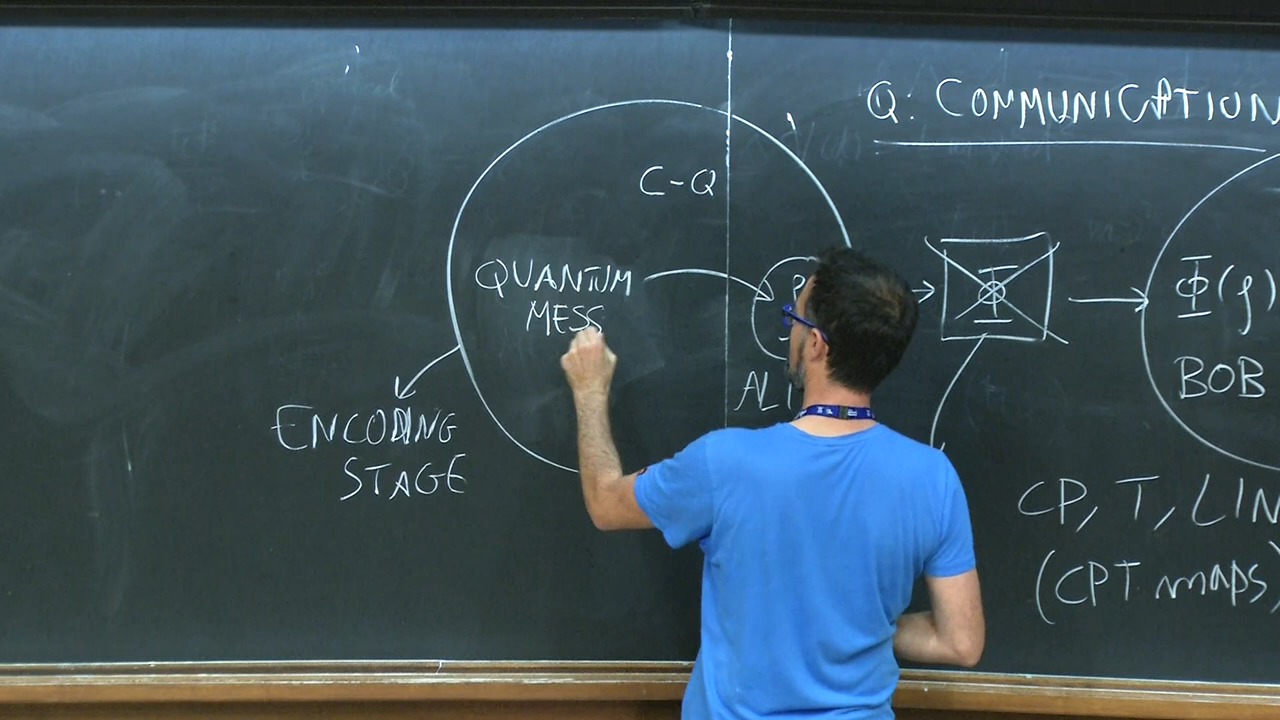 Q. COMMUNICATION
C-Q
QUANTUM
MESS
Φ
Φ(ρ)
BOB
ENCODING
STAGE
CP, T, LIN
(CPT maps)